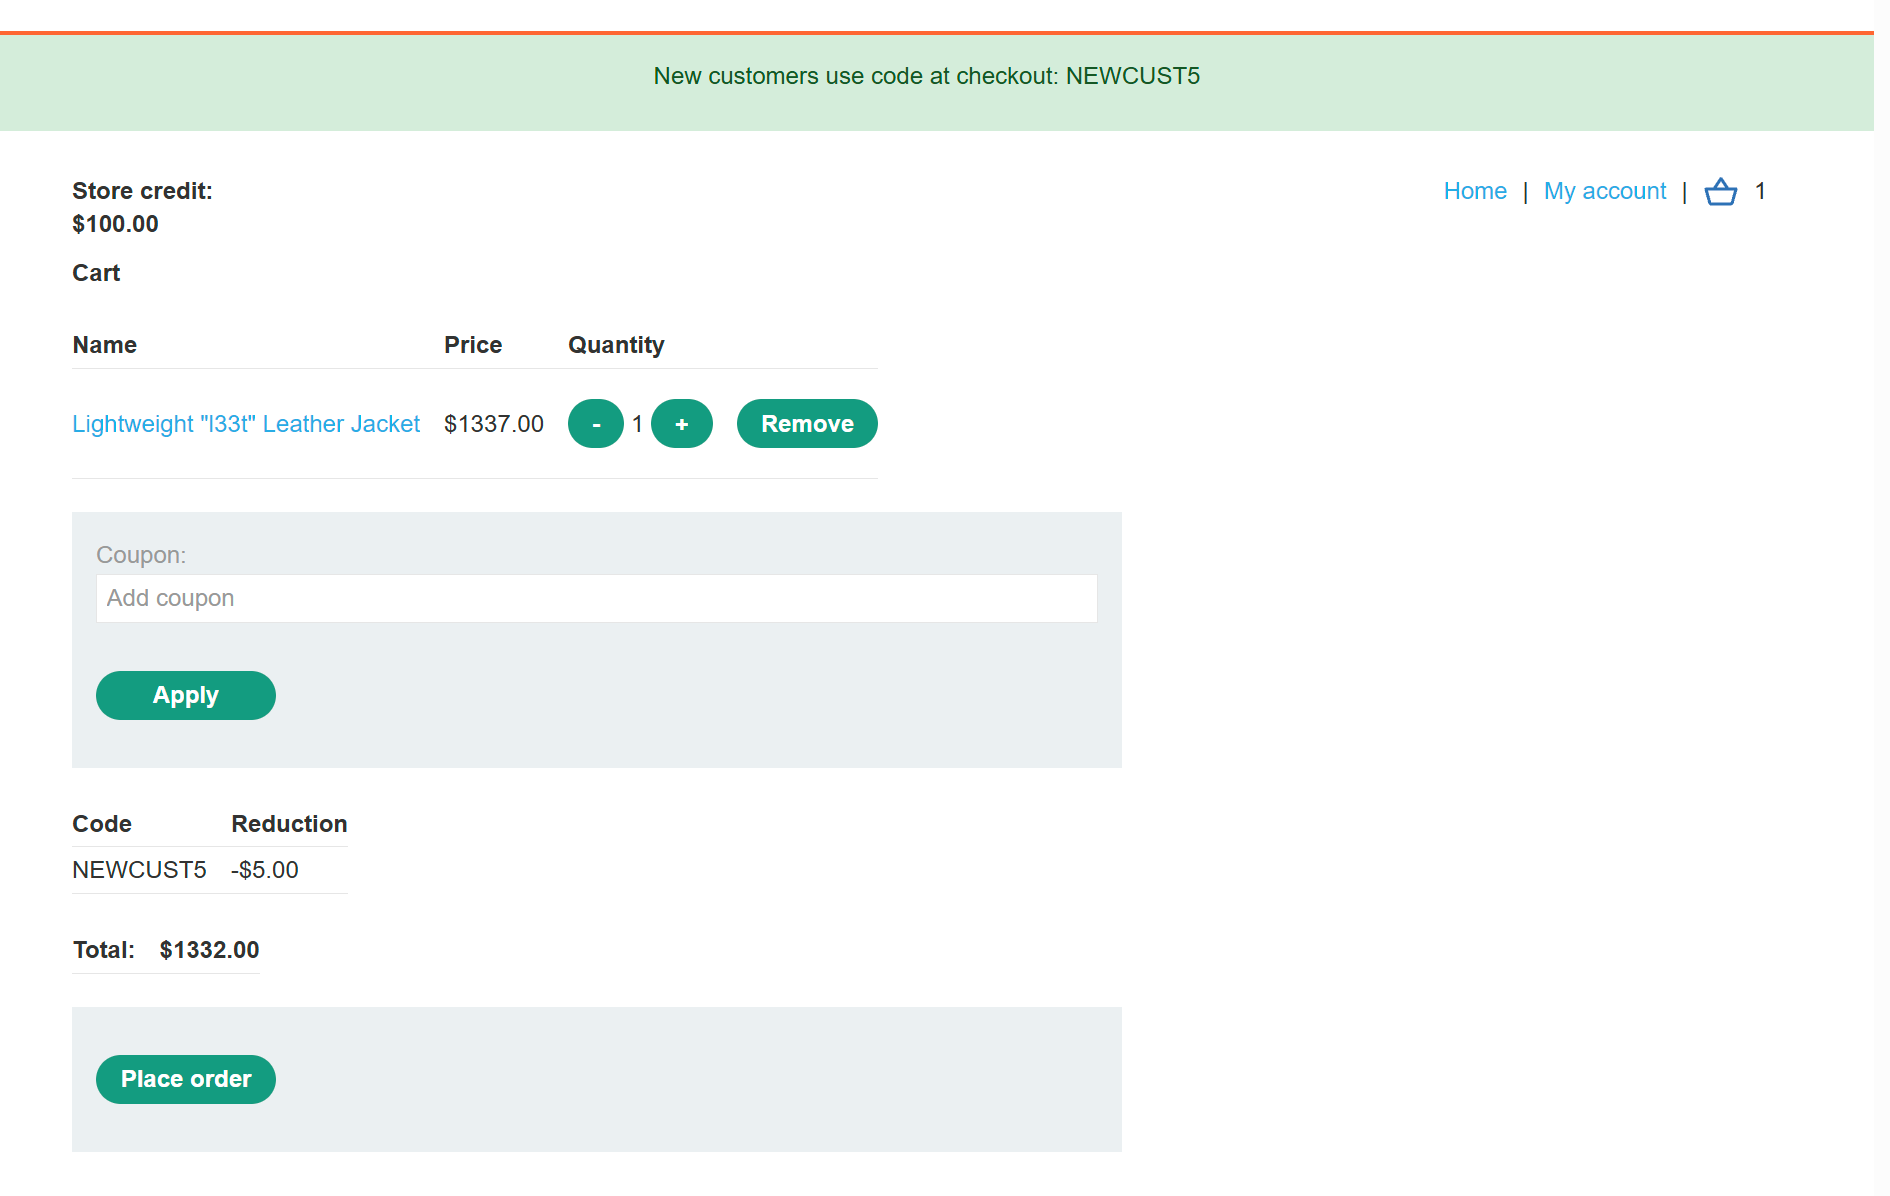 New customers use code at checkout: NEWCUST5
Store credit:
$100.00
Home | My account | 1
Cart
Name Price Quantity
Lightweight "l33t" Leather Jacket $1337.00 - 1 + Remove
Coupon:
Add coupon
Apply
Code Reduction
NEWCUST5 -$5.00
Total: $1332.00
Place order